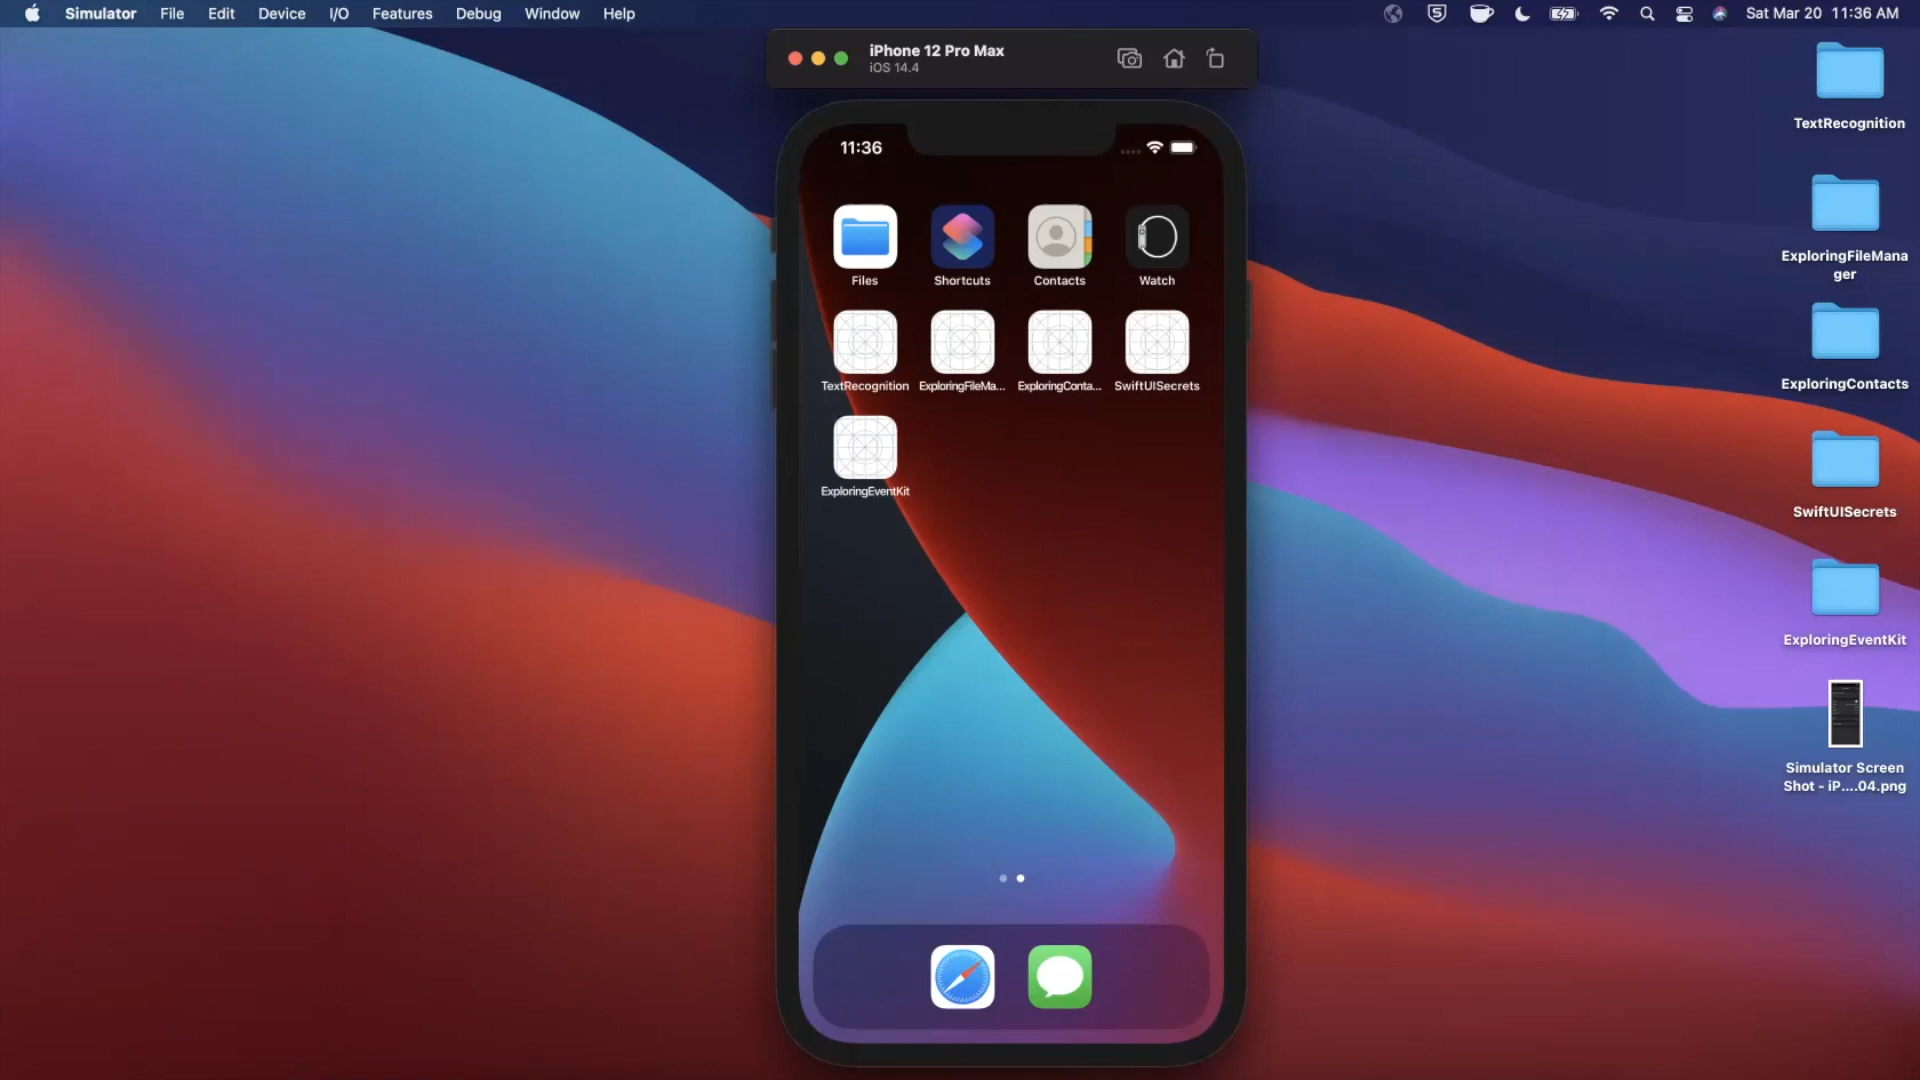 Simulator File Edit Device I/O Features Debug Window Help
S
Sat Mar 20 11:36 AM
iPhone 12 Pro Max
iOS 14.4
11:36
Files Shortcuts Contacts Watch
TextRecognition ExploringFileMa... ExploringConta... SwiftUISecrets
ExploringEventKit
TextRecognition
ExploringFileMana
ger
ExploringContacts
SwiftUISecrets
ExploringEventKit
Simulator Screen
Shot - iP....04.png